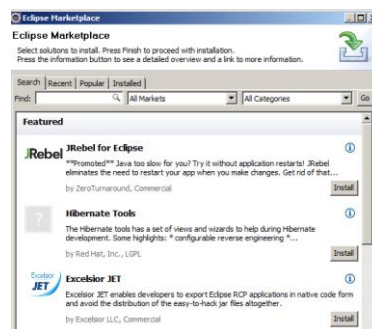 Eclipse Marketplace
Eclipse Marketplace
Select solutions to install. Press Finish to proceed with installation.
Press the information button to see a detailed overview and a link to more information.
Search Recent Popular Installed
Find: All Markets All Categories Go
Featured
JRebel JRebel for Eclipse
**Promoted** Java too slow for you? Try it without application restarts! JRebel
eliminates the need to restart your app when you make changes. Get rid of that...
by ZeroTurnaround, Commercial Install
? Hibernate Tools
The Hibernate tools has a set of views and wizards to help during Hibernate
development. Some highlights: * configurable reverse engineering *...
by Red Hat, Inc., LGPL Install
Excelsior JET Excelsior JET
Excelsior JET enables developers to export Eclipse RCP applications in native code form
and avoid the distribution of the easy-to-hack jar files altogether.
by Excelsior LLC, Commercial Install